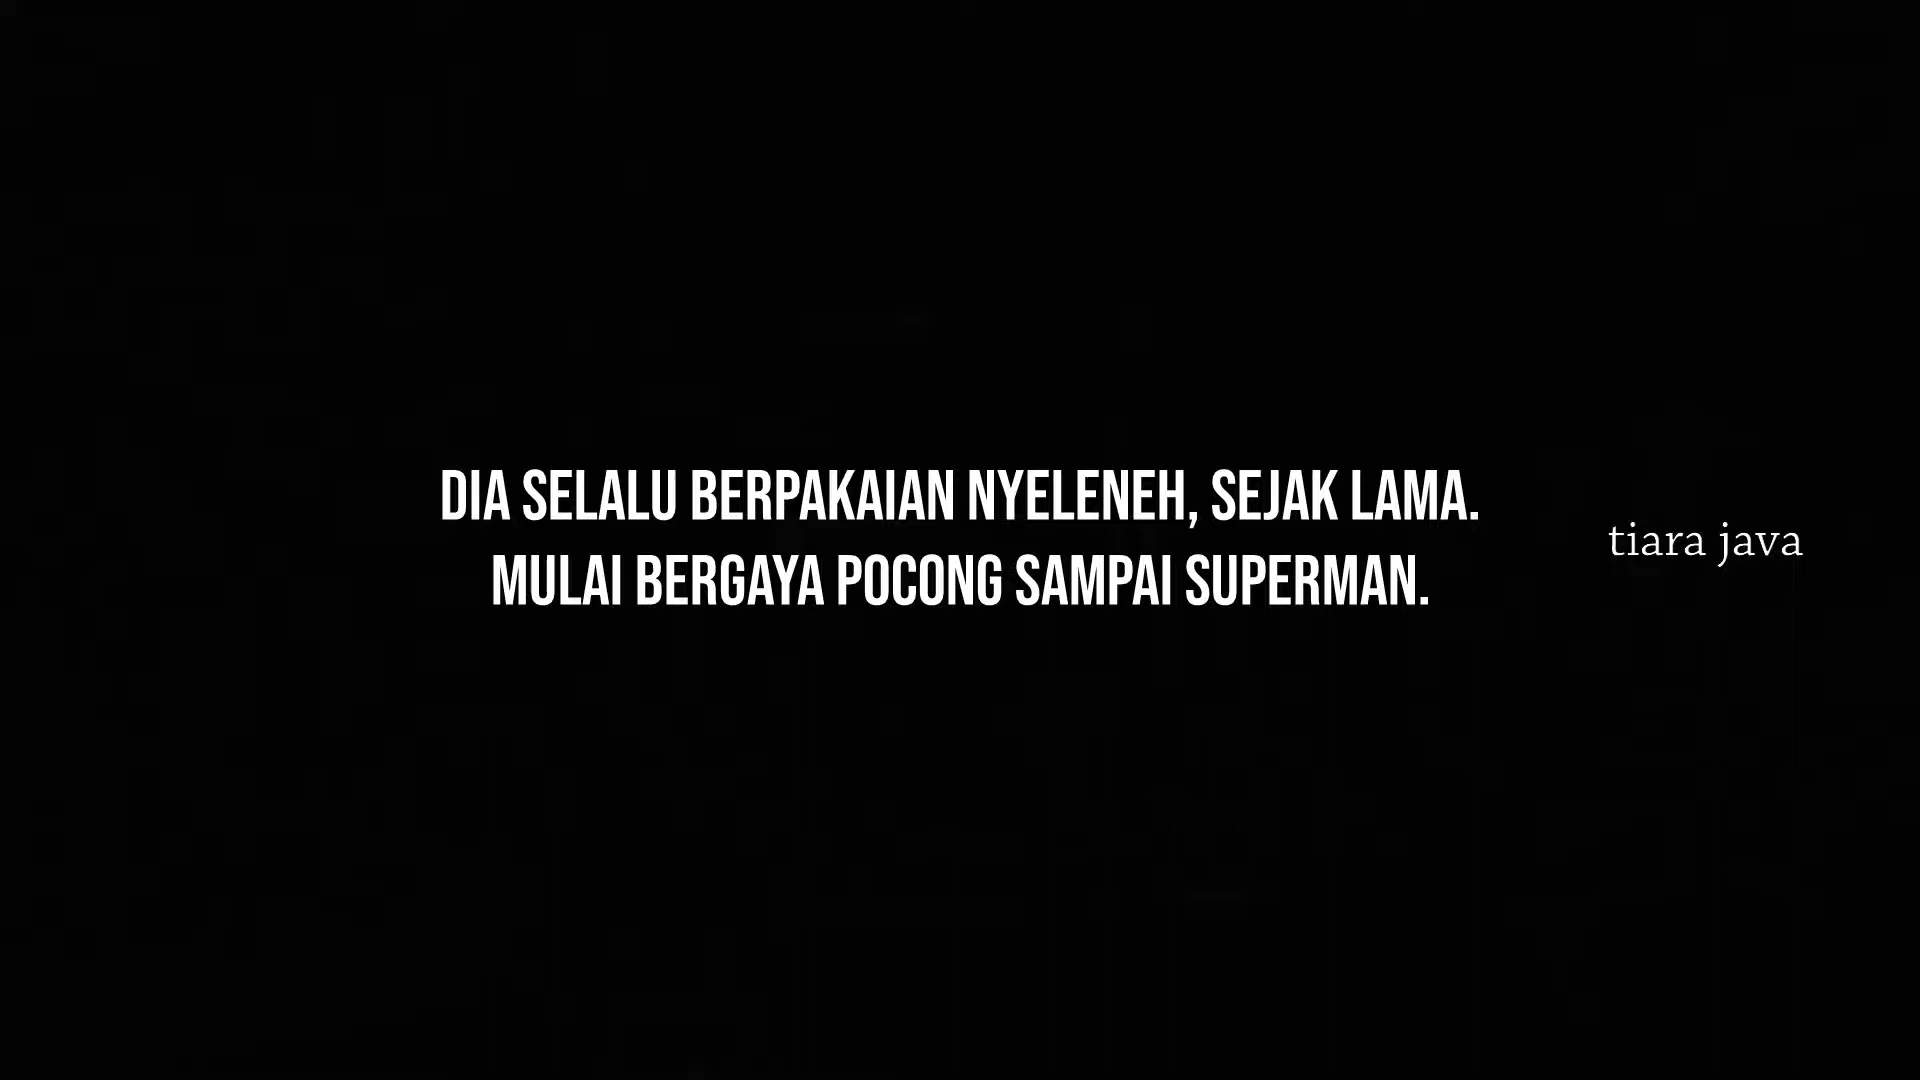 DIA SELALU BERPAKAIAN NYELENEH, SEJAK LAMA.
MULAI BERGAYA POCONG SAMPAI SUPERMAN.
tiara java